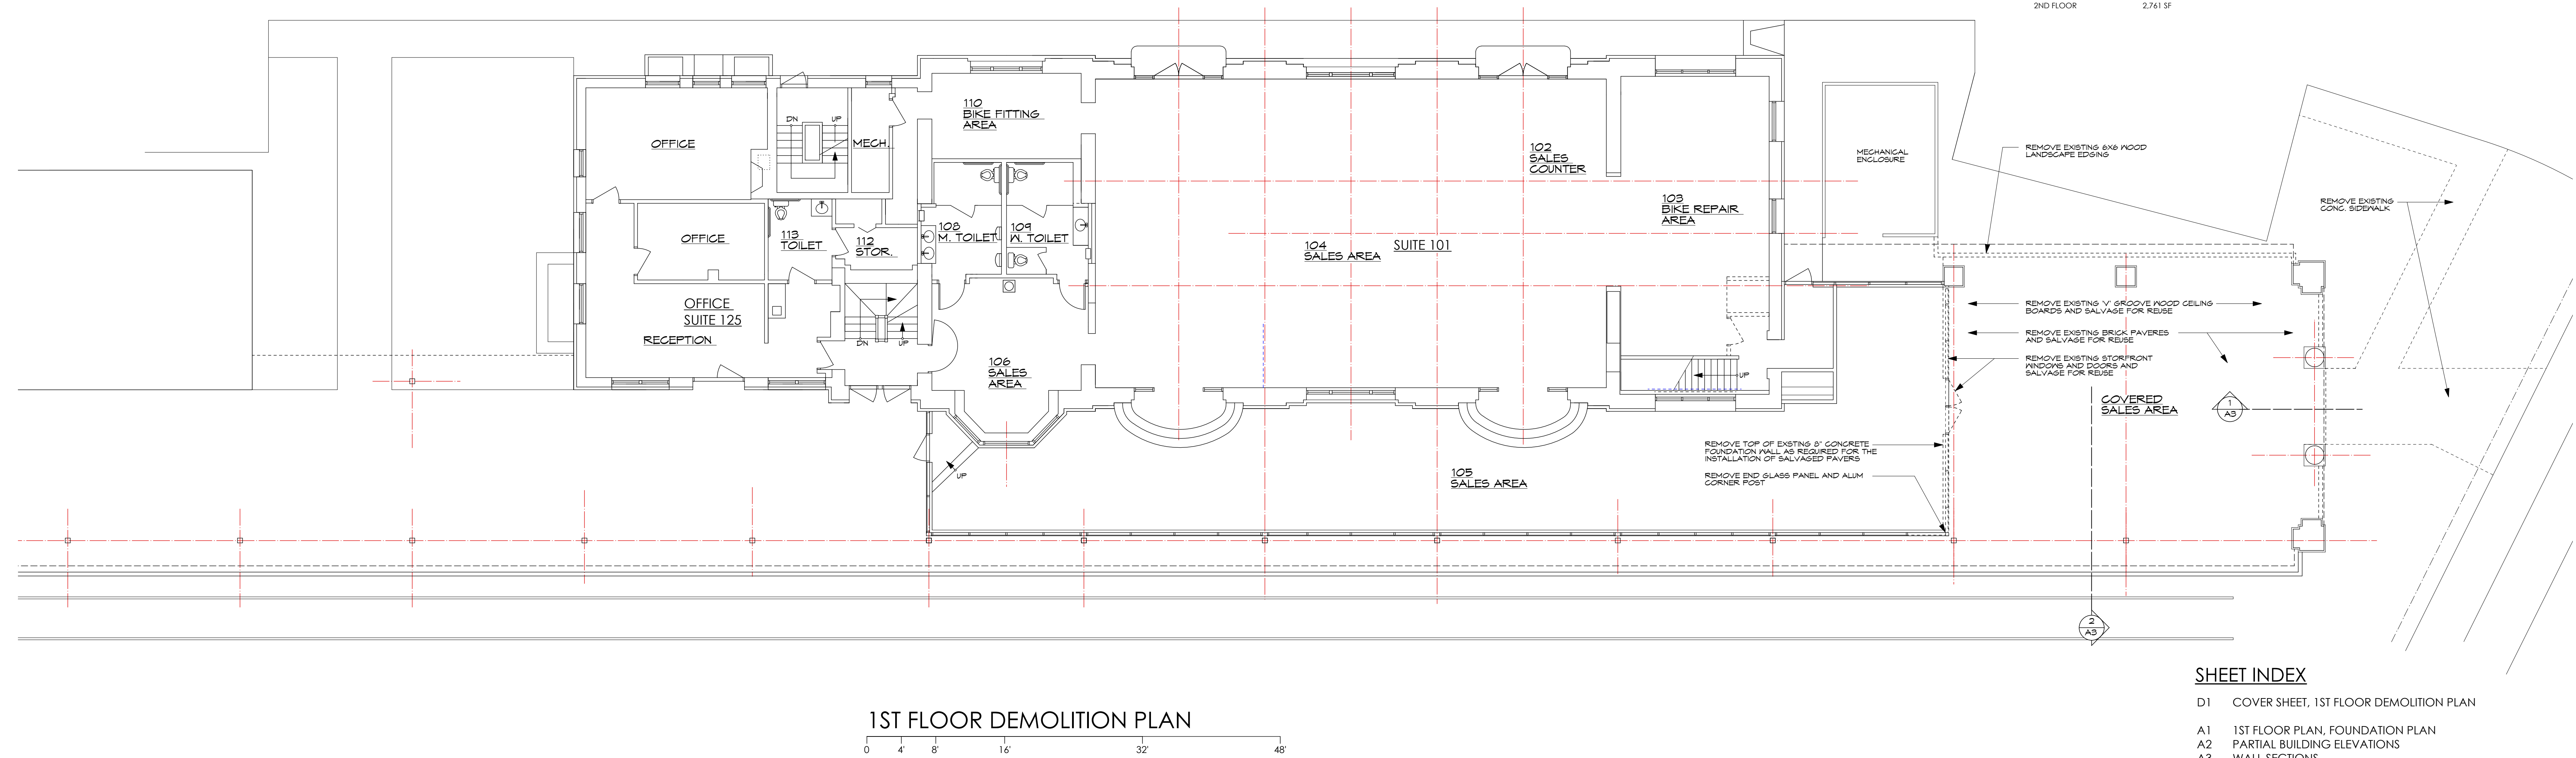 2ND FLOOR 2,761 SF
OFFICE
DN
UP
MECH.
110
BIKE FITTING
AREA
102
SALES
COUNTER
MECHANICAL
ENCLOSURE
REMOVE EXISTING 6X6 WOOD
LANDSCAPE EDGING
REMOVE EXISTING
CONC. SIDEWALK
103
BIKE REPAIR
AREA
OFFICE
113
TOILET
112
STOR.
108
M. TOILET
109
W. TOILET
104
SALES AREA
SUITE 101
OFFICE
SUITE 125
RECEPTION
DN
UP
106
SALES
AREA
UP
REMOVE EXISTING 'V' GROOVE WOOD CEILING
BOARDS AND SALVAGE FOR REUSE
REMOVE EXISTING BRICK PAVERES
AND SALVAGE FOR REUSE
REMOVE EXISTING STORFRONT
WINDOWS AND DOORS AND
SALVAGE FOR REUSE
COVERED
SALES AREA
1
A3
REMOVE TOP OF EXSTING 8" CONCRETE
FOUNDATION WALL AS REQUIRED FOR THE
INSTALLATION OF SALVAGED PAVERS
REMOVE END GLASS PANEL AND ALUM
CORNER POST
UP
105
SALES AREA
2
A3
1ST FLOOR DEMOLITION PLAN
0 4' 8' 16' 32' 48'
SHEET INDEX
D1 COVER SHEET, 1ST FLOOR DEMOLITION PLAN
A1 1ST FLOOR PLAN, FOUNDATION PLAN
A2 PARTIAL BUILDING ELEVATIONS
A3 WALL SECTIONS